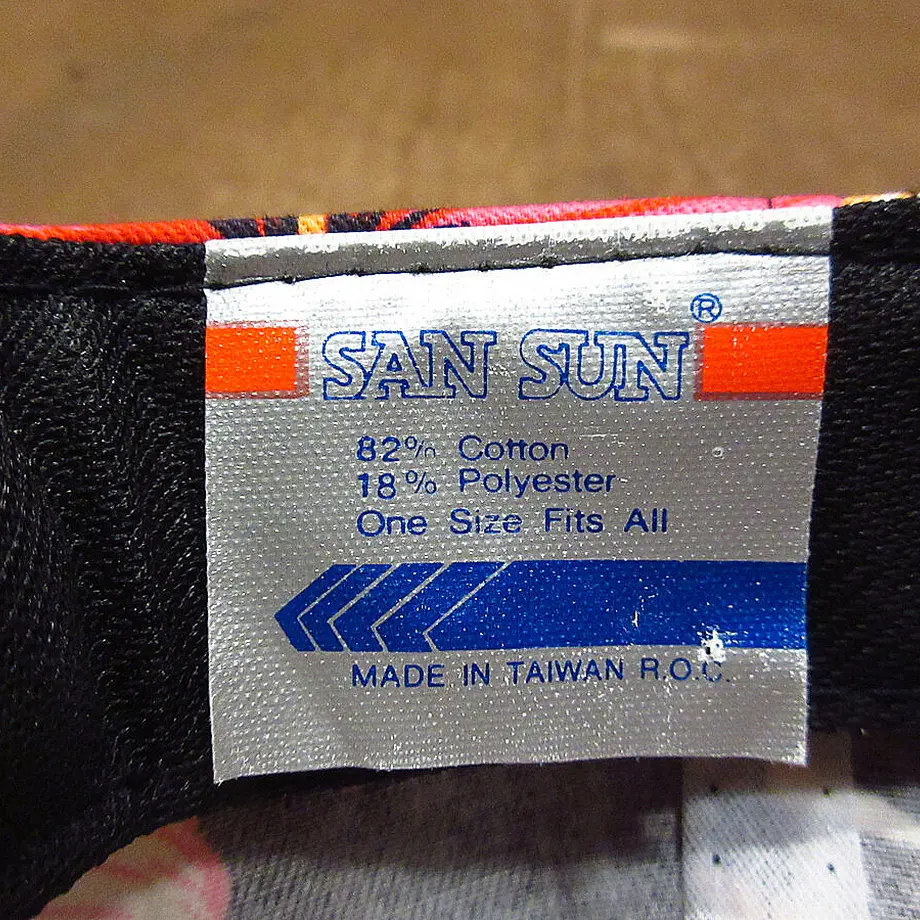 SAN SUN®
82% Cotton
18% Polyester
One Size Fits All
MADE IN TAIWAN R.O.C.